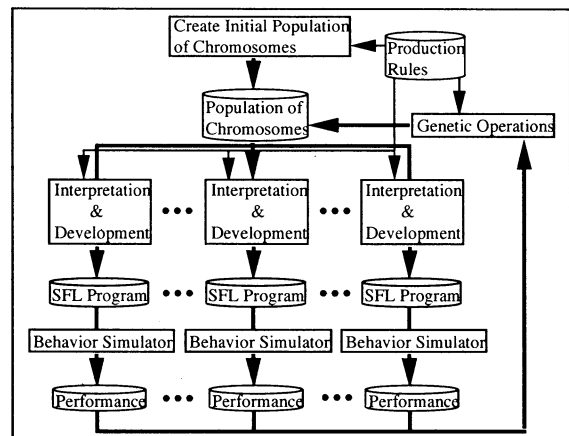 Create Initial Population
of Chromosomes
Production
Rules
Population of
Chromosomes
Genetic Operations
Interpretation
&
Development
Interpretation
&
Development
Interpretation
&
Development
SFL Program
SFL Program
SFL Program
Behavior Simulator
Behavior Simulator
Behavior Simulator
Performance
Performance
Performance